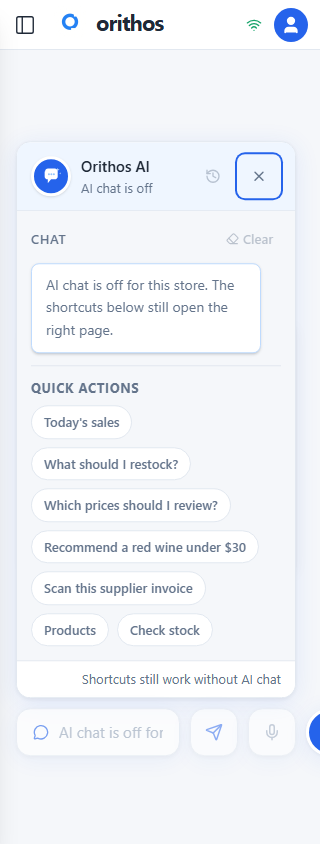 orithos
Orithos AI
AI chat is off
CHAT
Clear
AI chat is off for this store. The
shortcuts below still open the
right page.
QUICK ACTIONS
Today's sales
What should I restock?
Which prices should I review?
Recommend a red wine under $30
Scan this supplier invoice
Products
Check stock
Shortcuts still work without AI chat
AI chat is off for